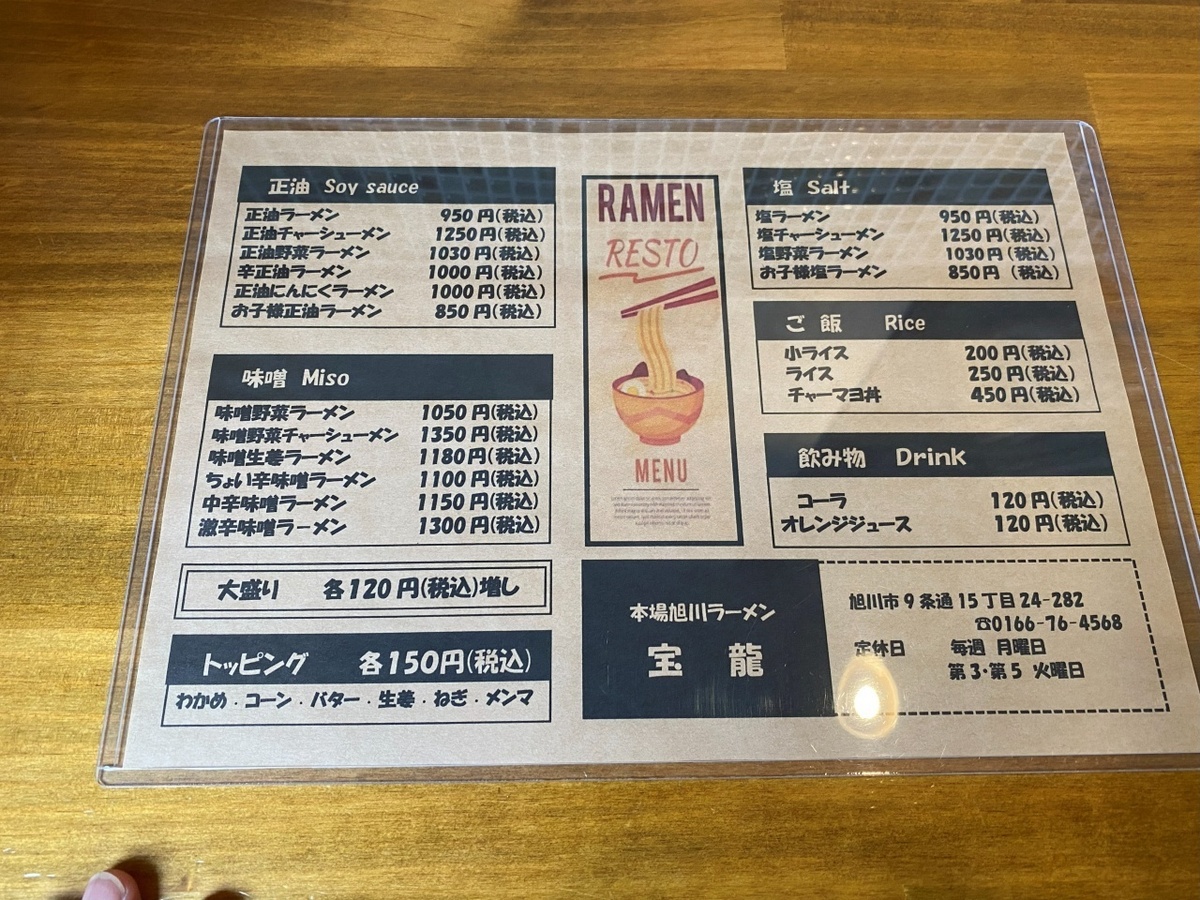 正油 Soy sauce
正油ラーメン 950円(税込)
正油チャーシューメン 1250円(税込)
正油野菜ラーメン 1030円(税込)
辛正油ラーメン 1000円(税込)
正油にんにくラーメン 1000円(税込)
お子様正油ラーメン 850円(税込)
味噌 Miso
味噌野菜ラーメン 1050円(税込)
味噌野菜チャーシューメン 1350円(税込)
味噌生姜ラーメン 1180円(税込)
ちょい辛味噌ラーメン 1100円(税込)
中辛味噌ラーメン 1150円(税込)
激辛味噌ラーメン 1300円(税込)
大盛り 各120円(税込)増し
トッピング 各150円(税込)
わかめ・コーン・バター・生姜・ねぎ・メンマ
RAMEN
RESTO
MENU
塩 Salt
塩ラーメン 950円(税込)
塩チャーシューメン 1250円(税込)
塩野菜ラーメン 1030円(税込)
お子様塩ラーメン 850円(税込)
ご飯 Rice
小ライス 200円(税込)
ライス 250円(税込)
チャーマヨ丼 450円(税込)
飲み物 Drink
コーラ 120円(税込)
オレンジジュース 120円(税込)
本場旭川ラーメン
宝龍
旭川市9条通15丁目24-282
☎0166-76-4568
定休日 毎週 月曜日
第3・第5 火曜日